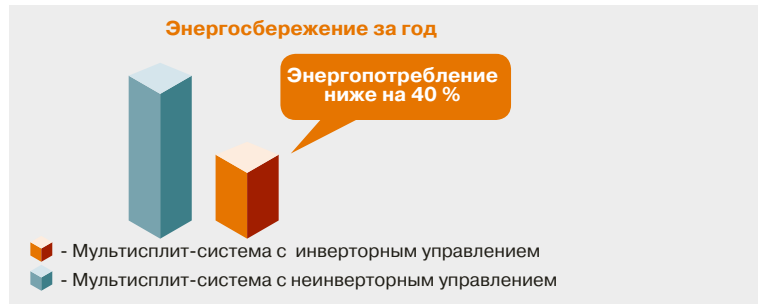 Энергосбережение за год
Энергопотребление
ниже на 40 %
- Мультисплит-система с инверторным управлением
- Мультисплит-система с неинверторным управлением